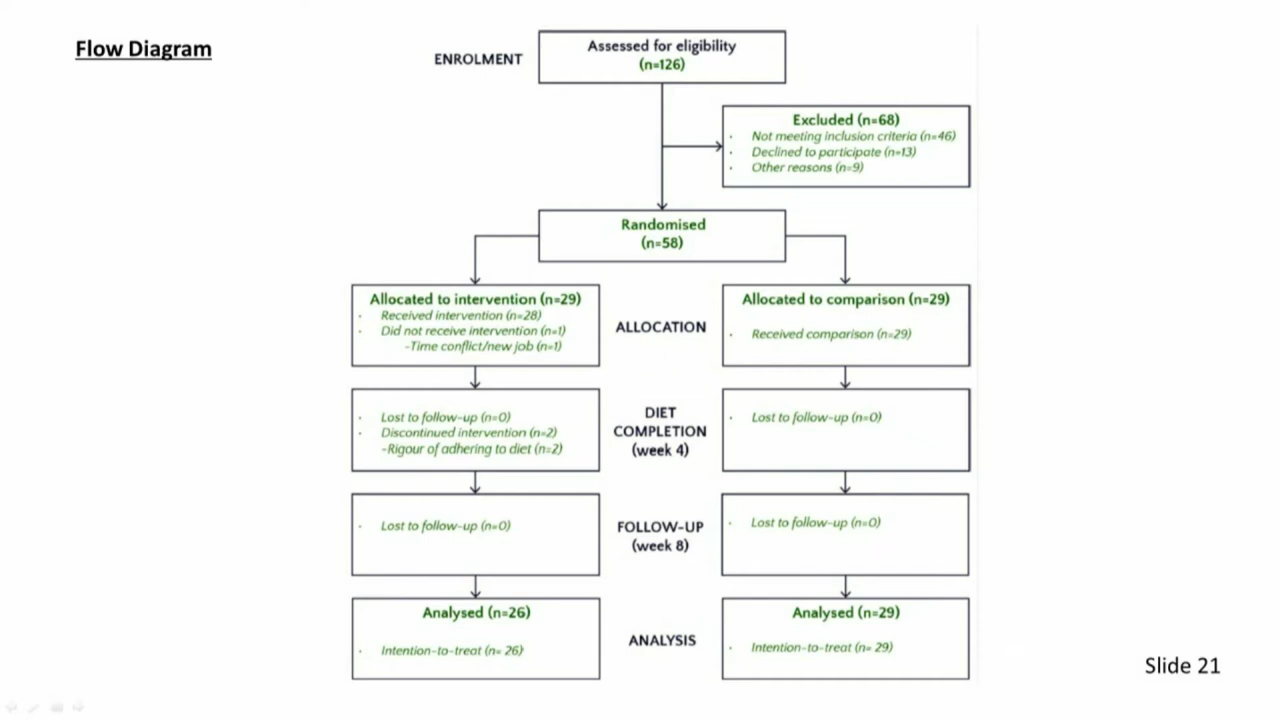 Flow Diagram
ENROLMENT
Assessed for eligibility
(n=126)
Excluded (n=68)
· Not meeting inclusion criteria (n=46)
· Declined to participate (n=13)
· Other reasons (n=9)
Randomised
(n=58)
Allocated to intervention (n=29)
· Received intervention (n=28)
· Did not receive intervention (n=1)
-Time conflict/new job (n=1)
ALLOCATION
Allocated to comparison (n=29)
· Received comparison (n=29)
· Lost to follow-up (n=0)
· Discontinued intervention (n=2)
-Rigour of adhering to diet (n=2)
DIET
COMPLETION
(week 4)
· Lost to follow-up (n=0)
· Lost to follow-up (n=0)
FOLLOW-UP
(week 8)
· Lost to follow-up (n=0)
Analysed (n=26)
· Intention-to-treat (n= 26)
ANALYSIS
Analysed (n=29)
· Intention-to-treat (n= 29)
Slide 21